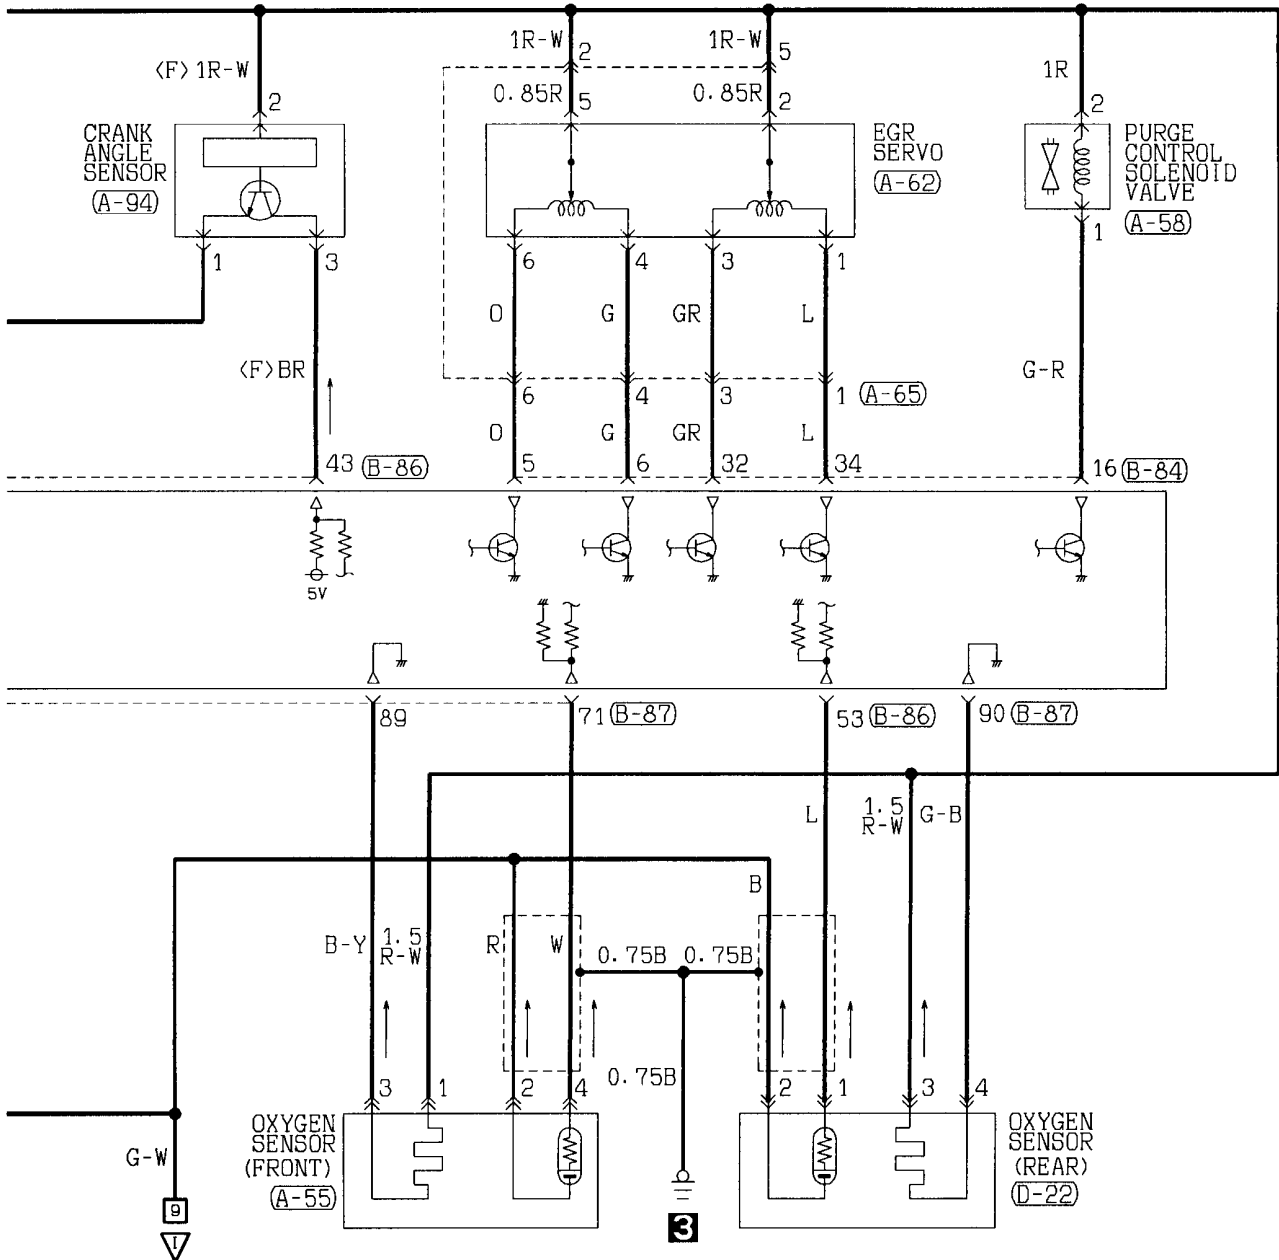 1R-W
2
1R-W
5
<F> 1R-W
0.85R
5
0.85R
2
1R
2
2
CRANK
ANGLE
SENSOR
(A-94)
EGR
SERVO
(A-62)
PURGE
CONTROL
SOLENOID
VALVE
(A-58)
1
3
6
4
3
1
1
O
G
GR
L
<F>BR
G-R
6
4
3
1
(A-65)
O
G
GR
L
43
(B-86)
5
6
32
34
16
(B-84)
5V
89
71
(B-87)
53
(B-86)
90
(B-87)
L
1.5
R-W
G-B
B
B-Y
1.5
R-W
R
W
0.75B
0.75B
0.75B
3
1
2
4
2
1
3
4
OXYGEN
SENSOR
(FRONT)
(A-55)
OXYGEN
SENSOR
(REAR)
(D-22)
G-W
9
I
3